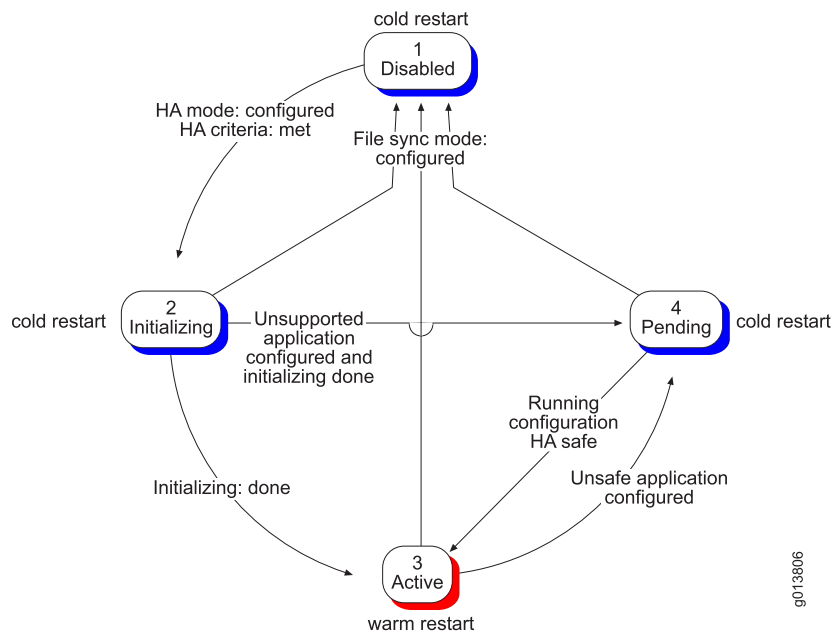 cold restart
1
Disabled
HA mode: configured
HA criteria: met
File sync mode:
configured
2
Initializing
cold restart
Unsupported
application
configured and
initializing done
4
Pending
cold restart
Running
configuration
HA safe
Unsafe application
configured
Initializing: done
3
Active
warm restart
g013806